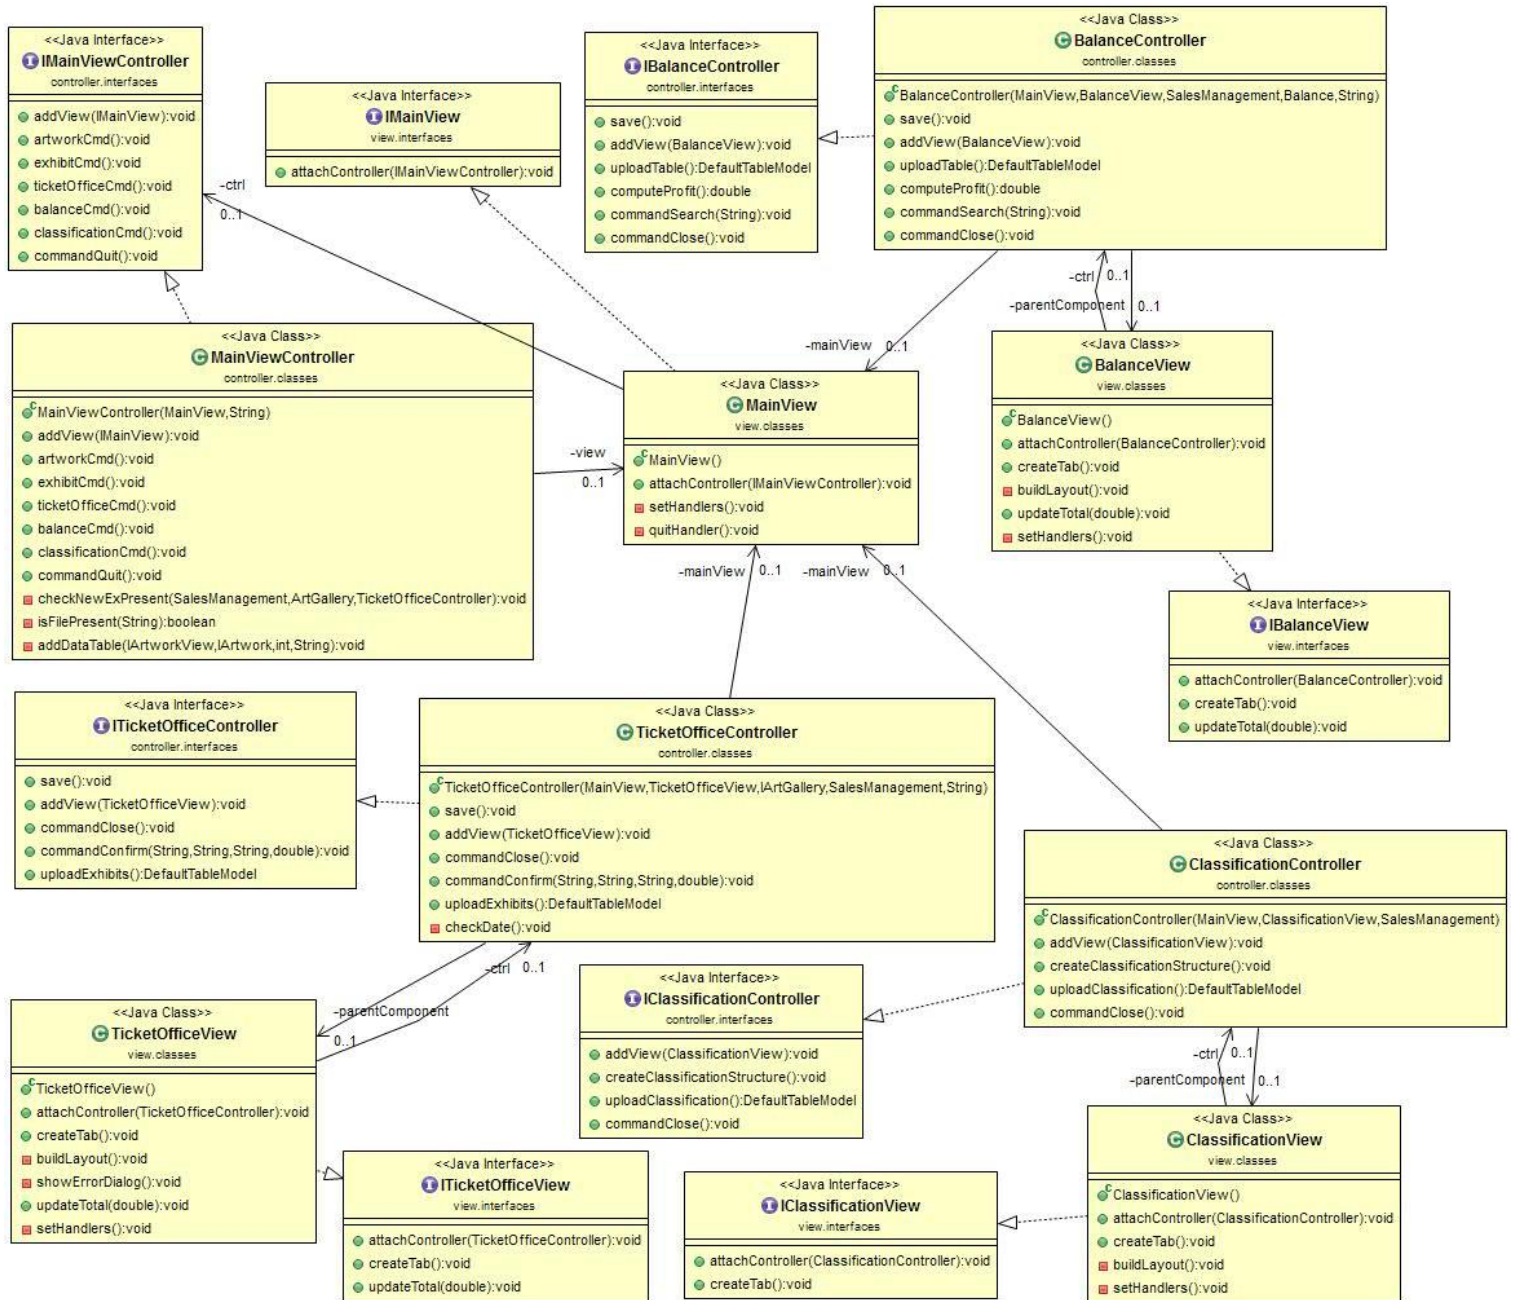 <<Java Interface>>
IMainViewController
controller.interfaces
addView(IMainView):void
artworkCmd():void
exhibitCmd():void
ticketOfficeCmd():void
balanceCmd():void
classificationCmd():void
commandQuit():void
<<Java Interface>>
IMainView
view.interfaces
attachController(IMainViewController):void
<<Java Interface>>
IBalanceController
controller.interfaces
save():void
addView(BalanceView):void
uploadTable():DefaultTableModel
computeProfit():double
commandSearch(String):void
commandClose():void
<<Java Class>>
BalanceController
controller.classes
BalanceController(MainView,BalanceView,SalesManagement,Balance,String)
save():void
addView(BalanceView):void
uploadTable():DefaultTableModel
computeProfit():double
commandSearch(String):void
commandClose():void
-ctrl
0..1
-ctrl 0..1
-parentComponent 0..1
-mainView 0..1
<<Java Class>>
MainViewController
controller.classes
MainViewController(MainView,String)
addView(IMainView):void
artworkCmd():void
exhibitCmd():void
ticketOfficeCmd():void
balanceCmd():void
classificationCmd():void
commandQuit():void
checkNewExPresent(SalesManagement,ArtGallery,TicketOfficeController):void
isFilePresent(String):boolean
addDataTable(IArtworkView,IArtwork,int,String):void
-view
0..1
<<Java Class>>
MainView
view.classes
MainView()
attachController(IMainViewController):void
setHandlers():void
quitHandler():void
<<Java Class>>
BalanceView
view.classes
BalanceView()
attachController(BalanceController):void
createTab():void
buildLayout():void
updateTotal(double):void
setHandlers():void
-mainView 0..1
-mainView 0..1
<<Java Interface>>
IBalanceView
view.interfaces
attachController(BalanceController):void
createTab():void
updateTotal(double):void
<<Java Interface>>
ITicketOfficeController
controller.interfaces
save():void
addView(TicketOfficeView):void
commandClose():void
commandConfirm(String,String,String,double):void
uploadExhibits():DefaultTableModel
<<Java Class>>
TicketOfficeController
controller.classes
TicketOfficeController(MainView,TicketOfficeView,IArtGallery,SalesManagement,String)
save():void
addView(TicketOfficeView):void
commandClose():void
commandConfirm(String,String,String,double):void
uploadExhibits():DefaultTableModel
checkDate():void
<<Java Class>>
ClassificationController
controller.classes
ClassificationController(MainView,ClassificationView,SalesManagement)
addView(ClassificationView):void
createClassificationStructure():void
uploadClassification():DefaultTableModel
commandClose():void
-ctrl 0..1
-parentComponent
0..1
<<Java Class>>
TicketOfficeView
view.classes
TicketOfficeView()
attachController(TicketOfficeController):void
createTab():void
buildLayout():void
showErrorDialog():void
updateTotal(double):void
setHandlers():void
<<Java Interface>>
IClassificationController
controller.interfaces
addView(ClassificationView):void
createClassificationStructure():void
uploadClassification():DefaultTableModel
commandClose():void
-ctrl 0..1
-parentComponent 0..1
<<Java Interface>>
ITicketOfficeView
view.interfaces
attachController(TicketOfficeController):void
createTab():void
updateTotal(double):void
<<Java Interface>>
IClassificationView
view.interfaces
attachController(ClassificationController):void
createTab():void
<<Java Class>>
ClassificationView
view.classes
ClassificationView()
attachController(ClassificationController):void
createTab():void
buildLayout():void
setHandlers():void